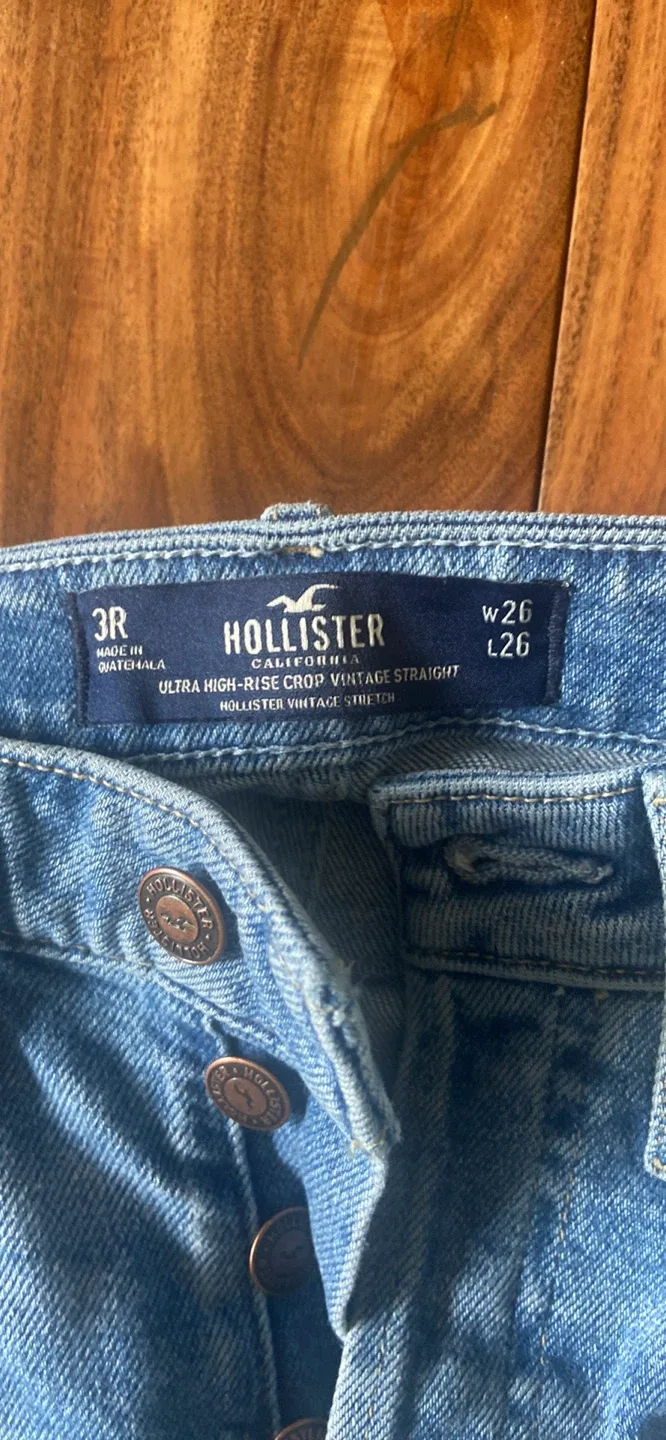 3R
MADE IN
GUATEMALA
HOLLISTER
CALIFORNIA
ULTRA HIGH-RISE CROP VINTAGE STRAIGHT
HOLLISTER VINTAGE STRETCH
W26
L26
HOLLISTER
HOLLISTER
HOLLISTER